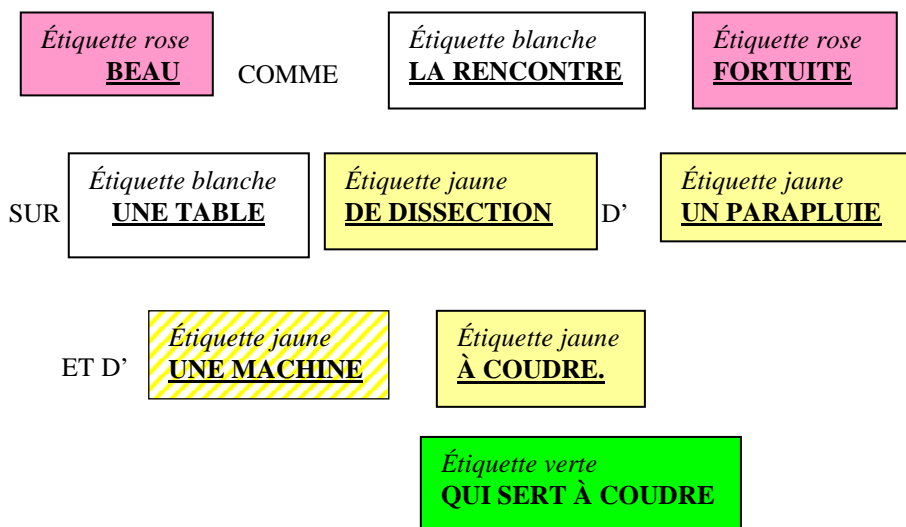 Étiquette rose
BEAU
COMME
Étiquette blanche
LA RENCONTRE
Étiquette rose
FORTUITE
SUR
Étiquette blanche
UNE TABLE
Étiquette jaune
DE DISSECTION
D’
Étiquette jaune
UN PARAPLUIE
ET D’
Étiquette jaune
UNE MACHINE
Étiquette jaune
À COUDRE.
Étiquette verte
QUI SERT À COUDRE